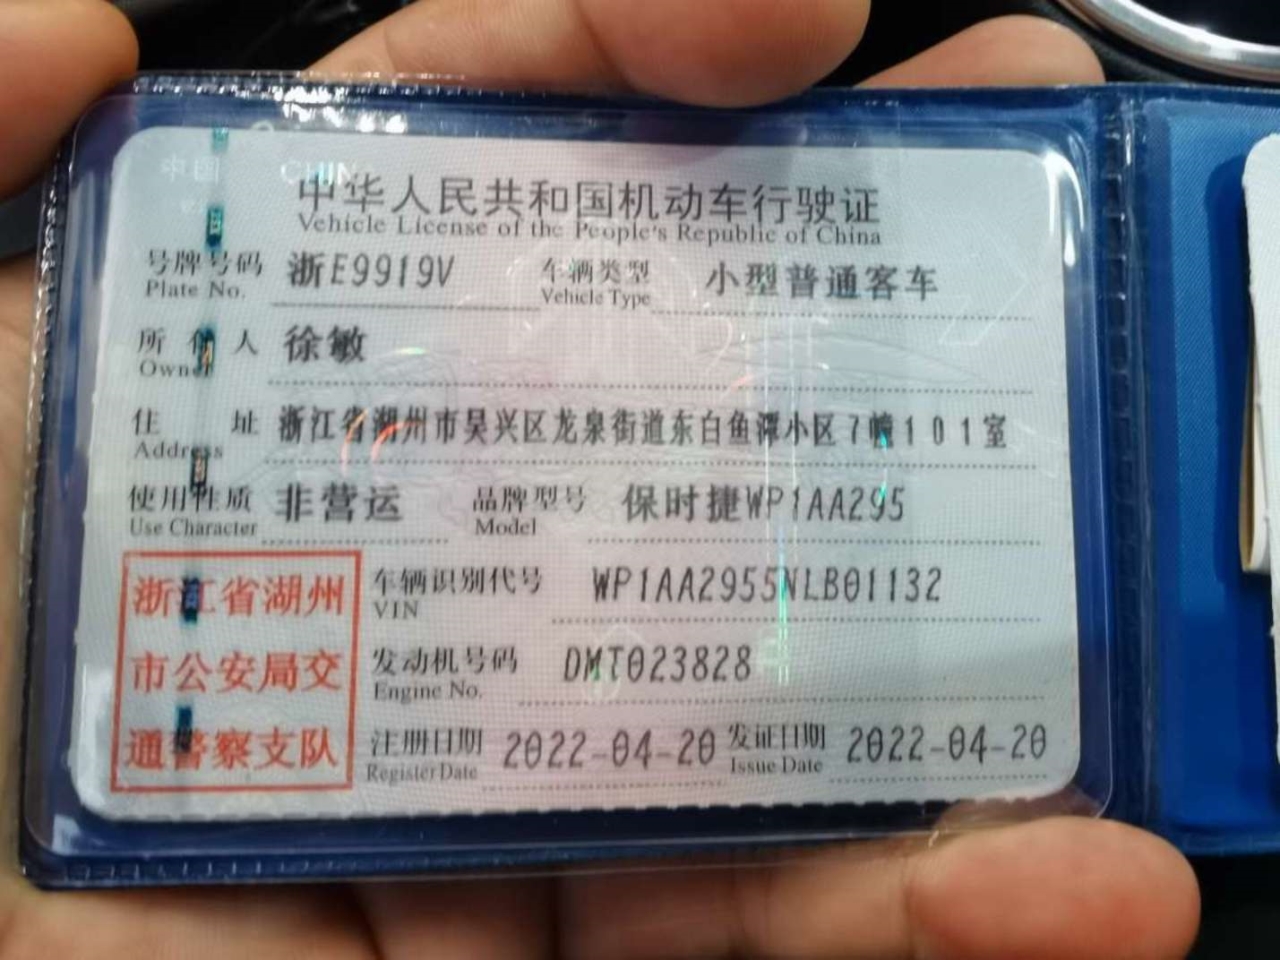 中国 CHINA
中华人民共和国机动车行驶证
Vehicle License of the People's Republic of China
号牌号码 浙E9919V 车辆类型 小型普通客车
Plate No. Vehicle Type
所有人 徐敏
Owner
住址 浙江省湖州市吴兴区龙泉街道东白鱼潭小区7幢101室
Address
使用性质 非营运 品牌型号 保时捷WP1AA295
Use Character Model
浙江省湖州 车辆识别代号 WP1AA2955NLB01132
VIN
市公安局交 发动机号码 DMT023828
Engine No.
通警察支队 注册日期 2022-04-20 发证日期 2022-04-20
Register Date Issue Date